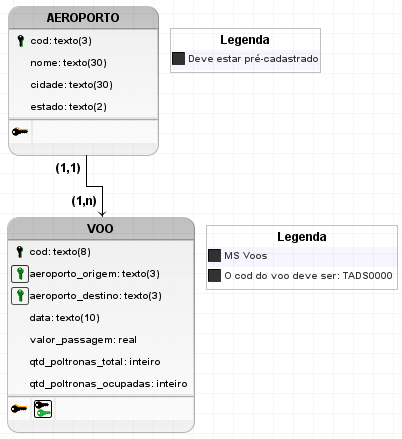 AEROPORTO
cod: texto(3)
nome: texto(30)
cidade: texto(30)
estado: texto(2)
Legenda
Deve estar pré-cadastrado
(1,1)
(1,n)
VOO
cod: texto(8)
aeroporto_origem: texto(3)
aeroporto_destino: texto(3)
data: texto(10)
valor_passagem: real
qtd_poltronas_total: inteiro
qtd_poltronas_ocupadas: inteiro
Legenda
MS Voos
O cod do voo deve ser: TADS0000